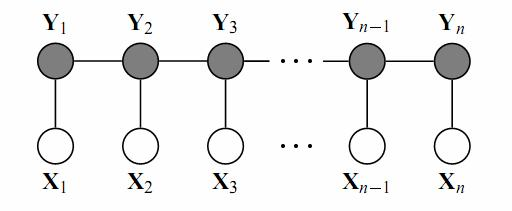 Y₁ Y₂ Y₃ Yₙ₋₁ Yₙ
· · ·
· · ·
X₁ X₂ X₃ Xₙ₋₁ Xₙ